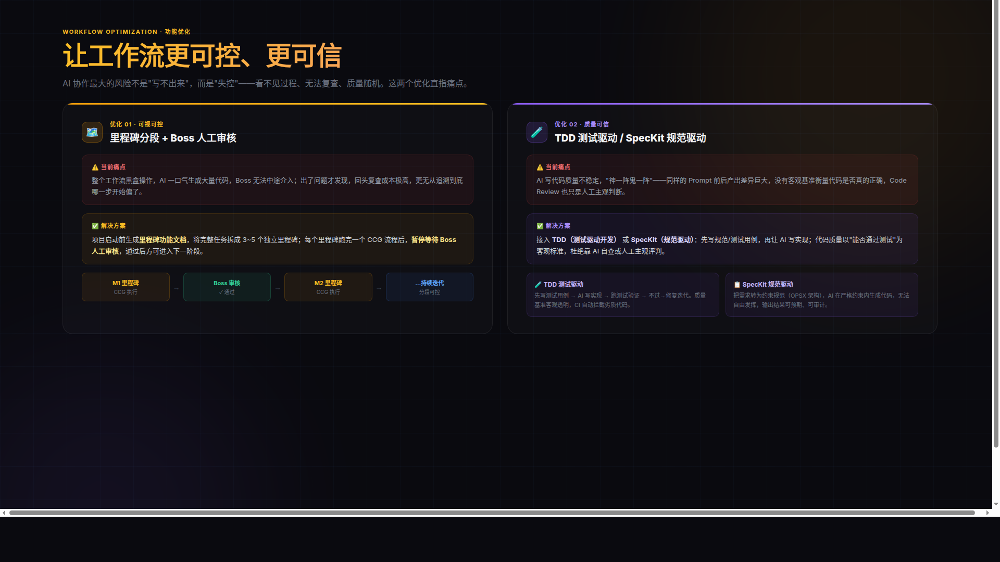 WORKFLOW OPTIMIZATION · 功能优化
让工作流更可控、更可信
AI 协作最大的风险不是"写不出来"，而是"失控"——看不见过程、无法复查、质量随机。这两个优化直指痛点。
优化 01 · 可视可控
里程碑分段 + Boss 人工审核
⚠️ 当前痛点
整个工作流黑盒操作，AI 一口气生成大量代码，Boss 无法中途介入；出了问题才发现，回头复查成本极高，更无从追溯到底
哪一步开始偏了。
✅ 解决方案
项目启动前生成里程碑功能文档，将完整任务拆成 3~5 个独立里程碑；每个里程碑跑完一个 CCG 流程后，暂停等待 Boss
人工审核，通过后方可进入下一阶段。
M1 里程碑
CCG 执行
→
Boss 审核
✓ 通过
→
M2 里程碑
CCG 执行
→
...持续迭代
分段可控
优化 02 · 质量可信
TDD 测试驱动 / SpecKit 规范驱动
⚠️ 当前痛点
AI 写代码质量不稳定，"神一阵鬼一阵"——同样的 Prompt 前后产出差异巨大，没有客观基准衡量代码是否真的正确，Code
Review 也只是人工主观判断。
✅ 解决方案
接入 TDD（测试驱动开发） 或 SpecKit（规范驱动）：先写规范/测试用例，再让 AI 写实现；代码质量以"能否通过测试"为
客观标准，杜绝靠 AI 自查或人工主观评判。
🧪 TDD 测试驱动
先写测试用例 → AI 写实现 → 跑测试验证 → 不过→修复迭代。质量
基准客观透明，CI 自动拦截劣质代码。
📋 SpecKit 规范驱动
把需求转为约束规范（OPSX 架构），AI 在严格约束内生成代码，无法
自由发挥，输出结果可预期、可审计。